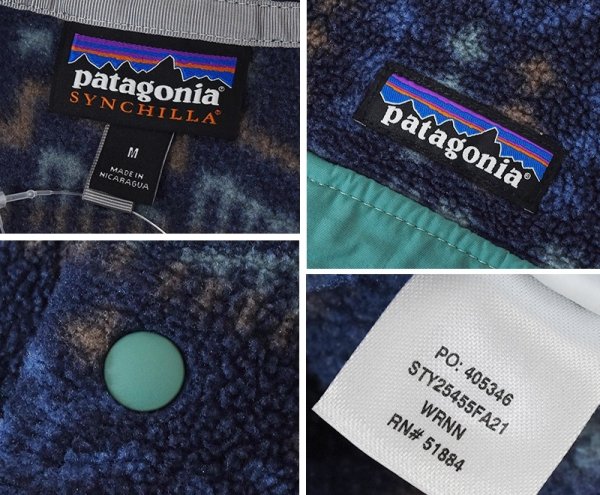 patagonia®
SYNCHILLA®
M
MADE IN
NICARAGUA
patagonia®
PO: 405346
STY25455FA21
WRNN
RN# 51884